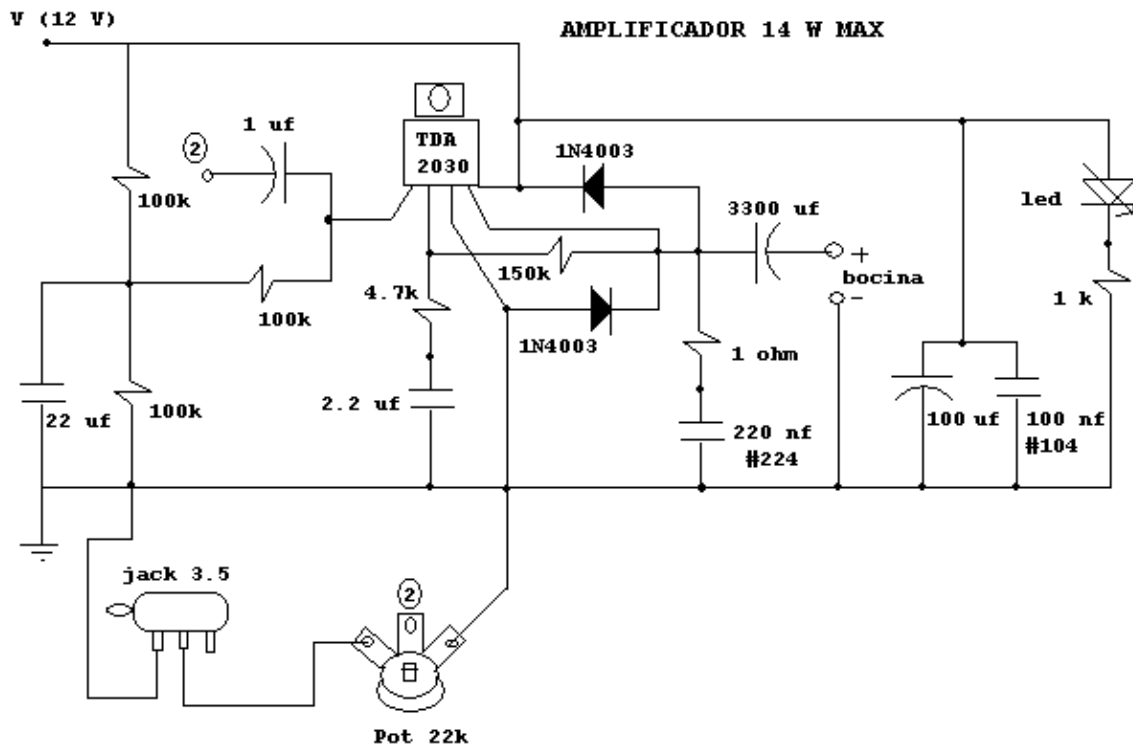 V (12 V)
AMPLIFICADOR 14 W MAX
1 uf
2
TDA
2030
1N4003
100k
3300 uf
led
+
bocina
-
150k
4.7k
100k
1N4003
1 k
1 ohm
22 uf
100k
2.2 uf
220 nf
#224
100 uf
100 nf
#104
jack 3.5
2
Pot 22k